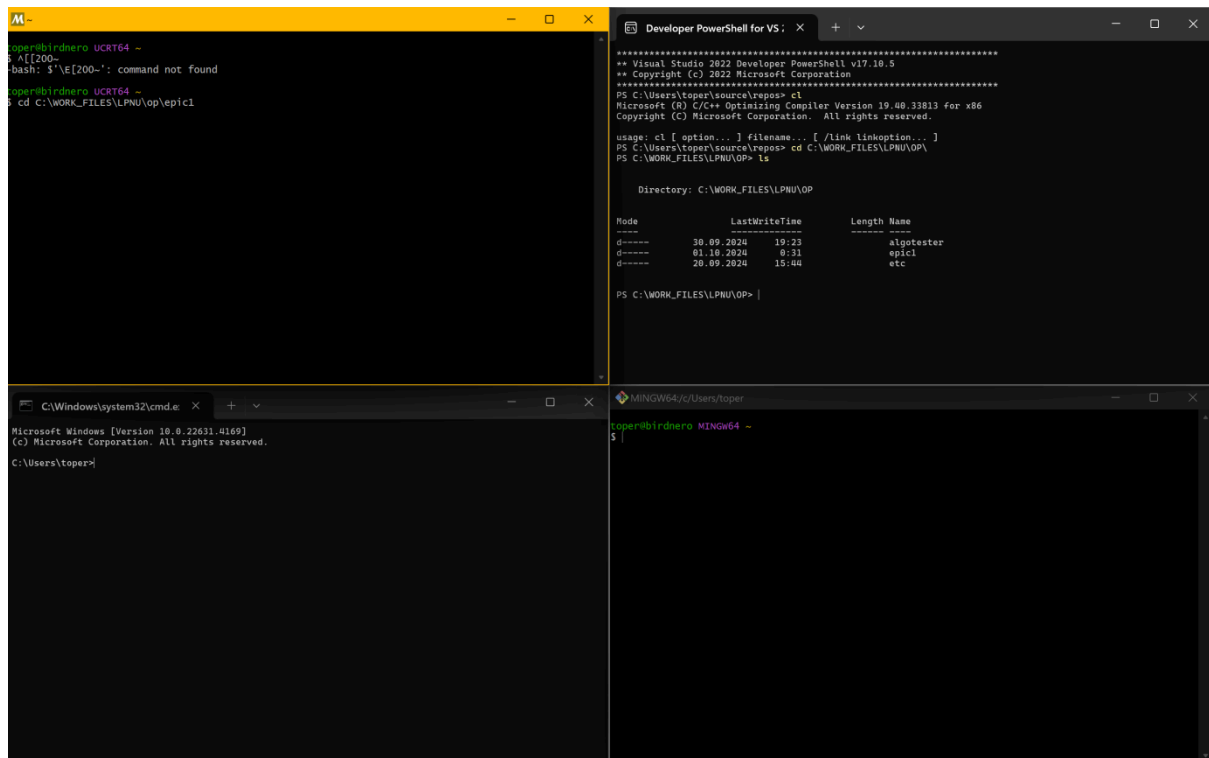 ~
toper@birdnero UCRT64 ~
$ ^[[200~
-bash: $'\E[200~': command not found
toper@birdnero UCRT64 ~
$ cd C:\WORK_FILES\LPNU\op\epic1
Developer PowerShell for VS 2
**********************************************************************
** Visual Studio 2022 Developer PowerShell v17.10.5
** Copyright (c) 2022 Microsoft Corporation
**********************************************************************
PS C:\Users\toper\source\repos> cl
Microsoft (R) C/C++ Optimizing Compiler Version 19.40.33813 for x86
Copyright (C) Microsoft Corporation.  All rights reserved.
usage: cl [ option... ] filename... [ /link linkoption... ]
PS C:\Users\toper\source\repos> cd C:\WORK_FILES\LPNU\OP\
PS C:\WORK_FILES\LPNU\OP> ls
Directory: C:\WORK_FILES\LPNU\OP
Mode LastWriteTime Length Name
---- ------------- ------ ----
d----- 30.09.2024 19:23 algotester
d----- 01.10.2024 0:31 epic1
d----- 20.09.2024 15:44 etc
PS C:\WORK_FILES\LPNU\OP>
C:\Windows\system32\cmd.e
Microsoft Windows [Version 10.0.22631.4169]
(c) Microsoft Corporation. All rights reserved.
C:\Users\toper>
MINGW64:/c/Users/toper
toper@birdnero MINGW64 ~
$